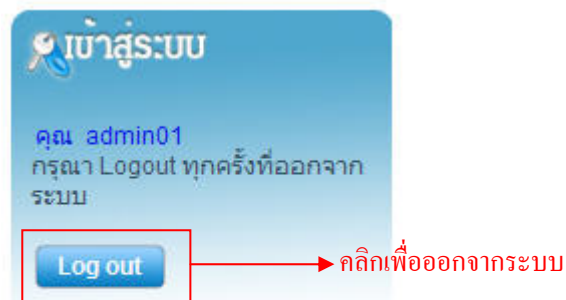 เข้าสู่ระบบ
คุณ admin01
กรุณา Logout ทุกครั้งที่ออกจาก
ระบบ
Log out
คลิกเพื่อออกจากระบบ